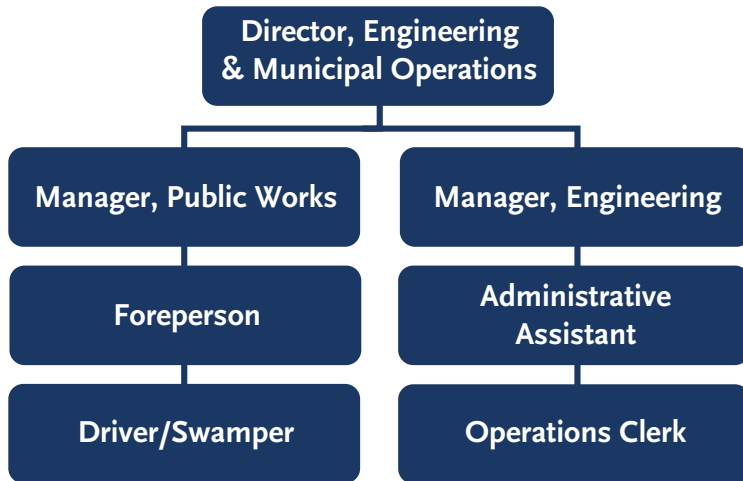 Director, Engineering
& Municipal Operations
Manager, Public Works
Manager, Engineering
Foreperson
Administrative
Assistant
Driver/Swamper
Operations Clerk